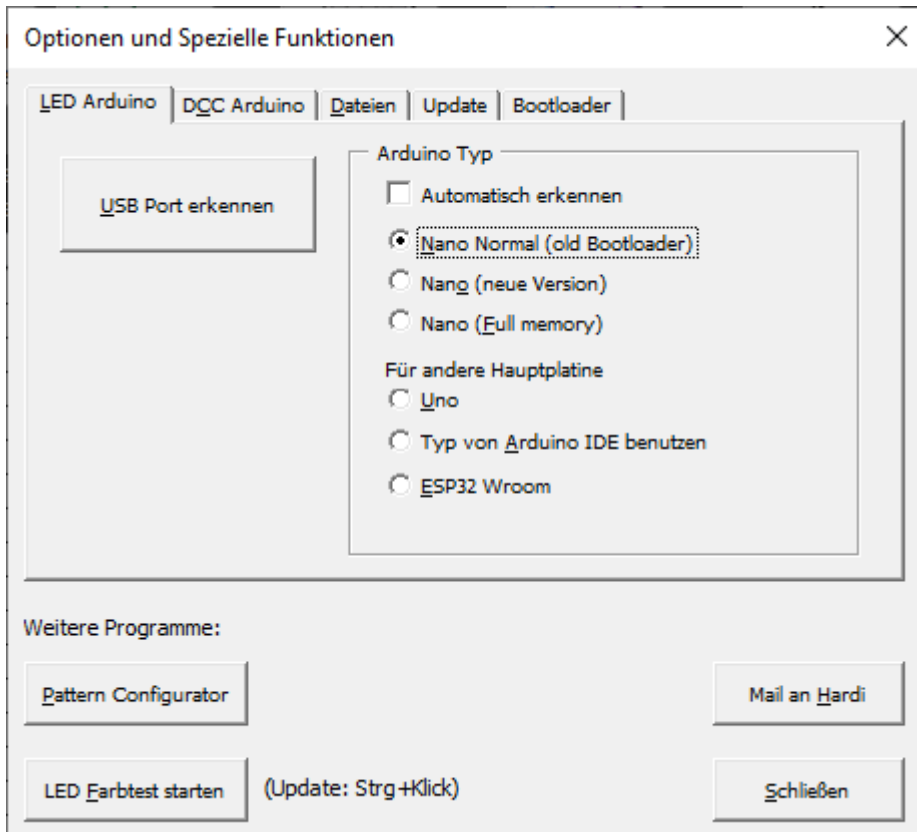 Optionen und Spezielle Funktionen
LED Arduino
DCC Arduino
Dateien
Update
Bootloader
USB Port erkennen
Arduino Typ
Automatisch erkennen
Nano Normal (old Bootloader)
Nano (neue Version)
Nano (Full memory)
Für andere Hauptplatine
Uno
Typ von Arduino IDE benutzen
ESP32 Wroom
Weitere Programme:
Pattern Configurator
Mail an Hardi
LED Farbtest starten
(Update: Strg+Klick)
Schließen